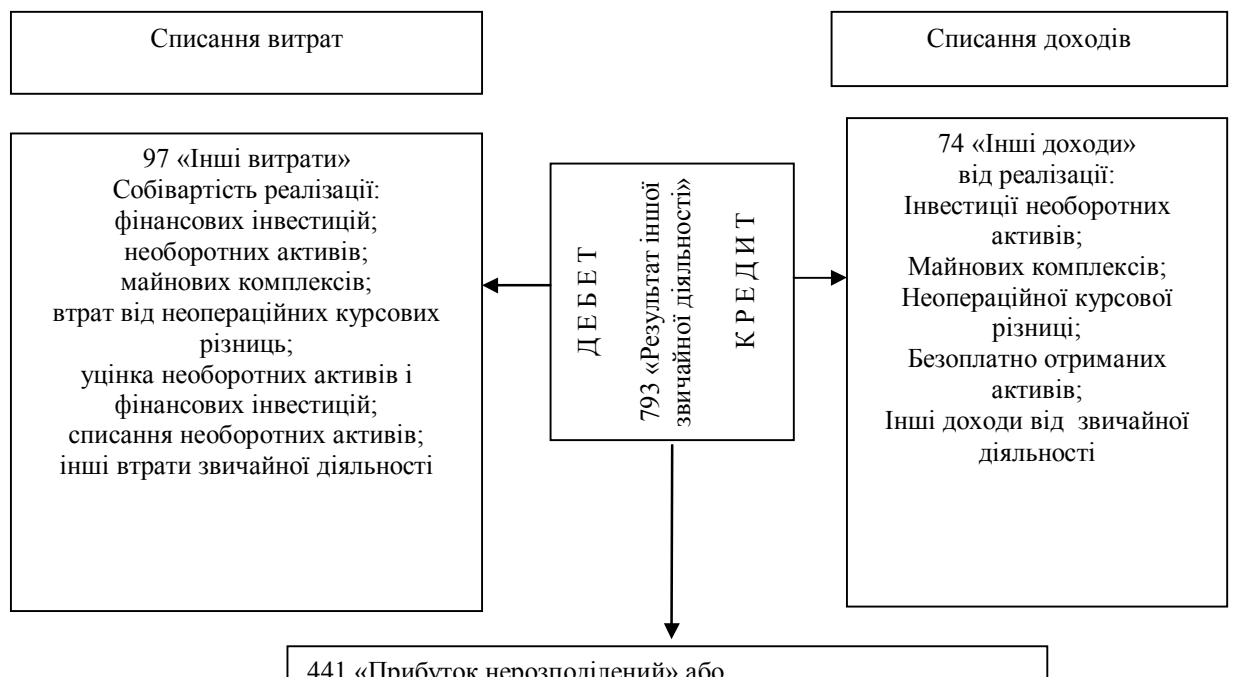 Списання витрат
Списання доходів
97 «Інші витрати»
Собівартість реалізації:
фінансових інвестицій;
необоротних активів;
майнових комплексів;
втрат від неопераційних курсових
різниць;
уцінка необоротних активів і
фінансових інвестицій;
списання необоротних активів;
інші втрати звичайної діяльності
Д Е Б Е Т
793 «Результат іншої
звичайної діяльності»
К Р Е Д И Т
74 «Інші доходи»
від реалізації:
Інвестиції необоротних
активів;
Майнових комплексів;
Неопераційної курсової
різниці;
Безоплатно отриманих
активів;
Інші доходи від звичайної
діяльності
441 «Прибуток нерозподілений» або